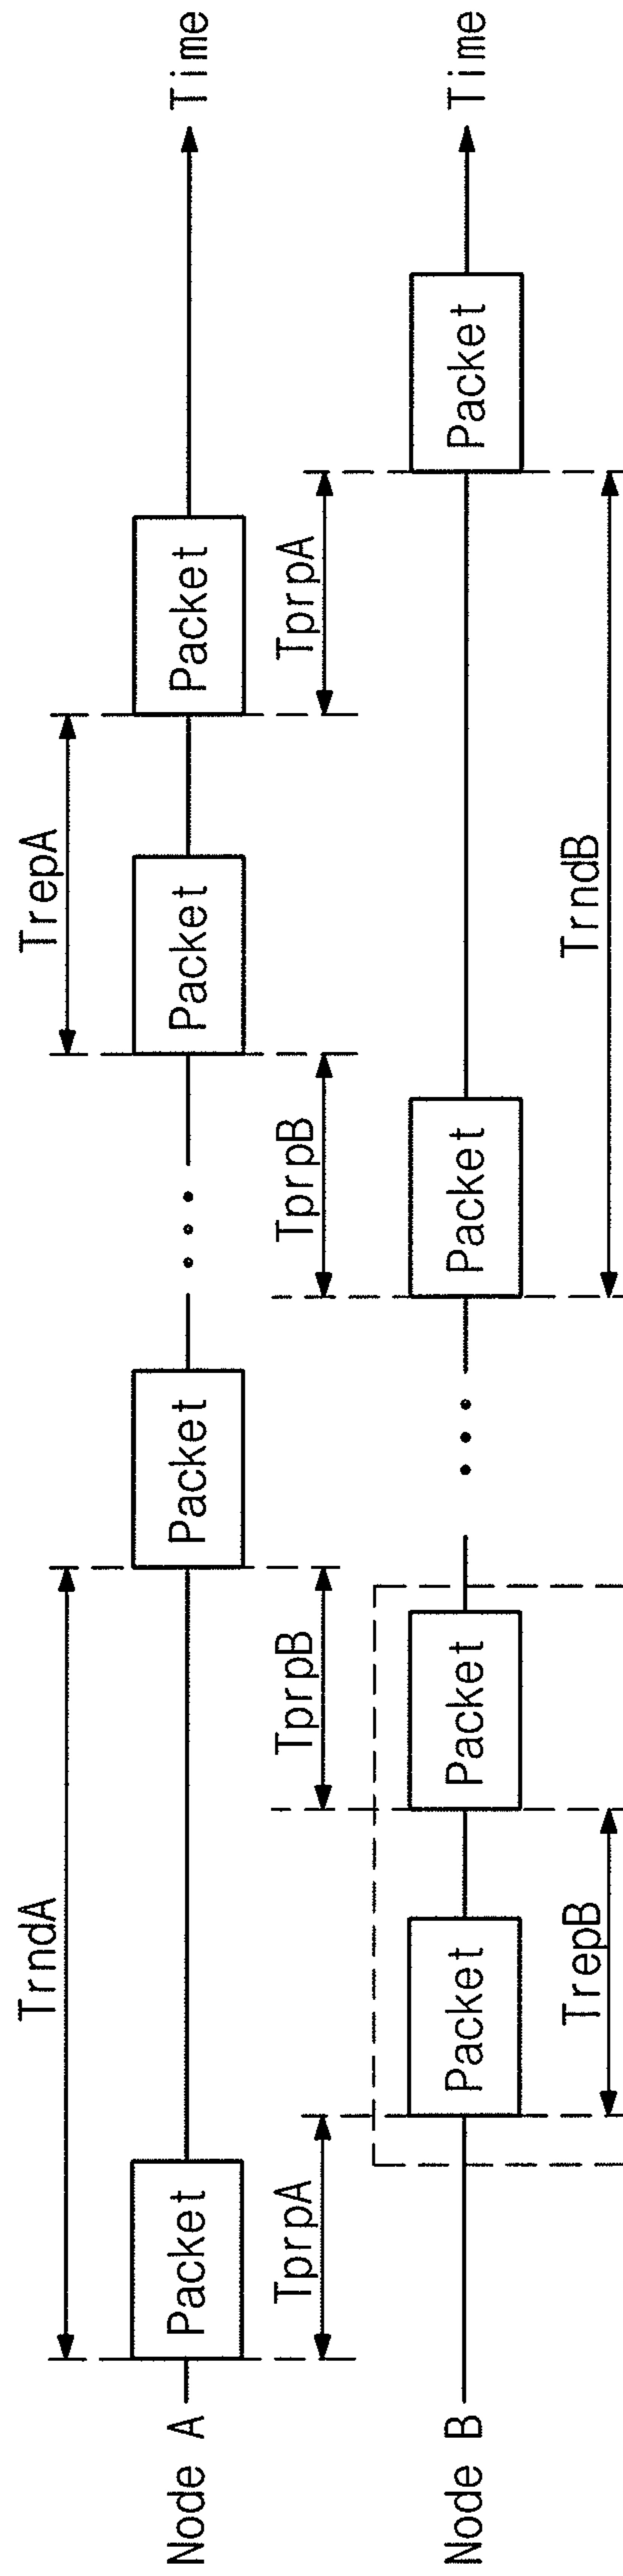 TrndA
TrepA
Node A
Packet
Packet
Packet
Packet
Time
TprpA
TprpB
TprpB
TprpA
Node B
Packet
Packet
Packet
Packet
Time
TrepB
TrndB